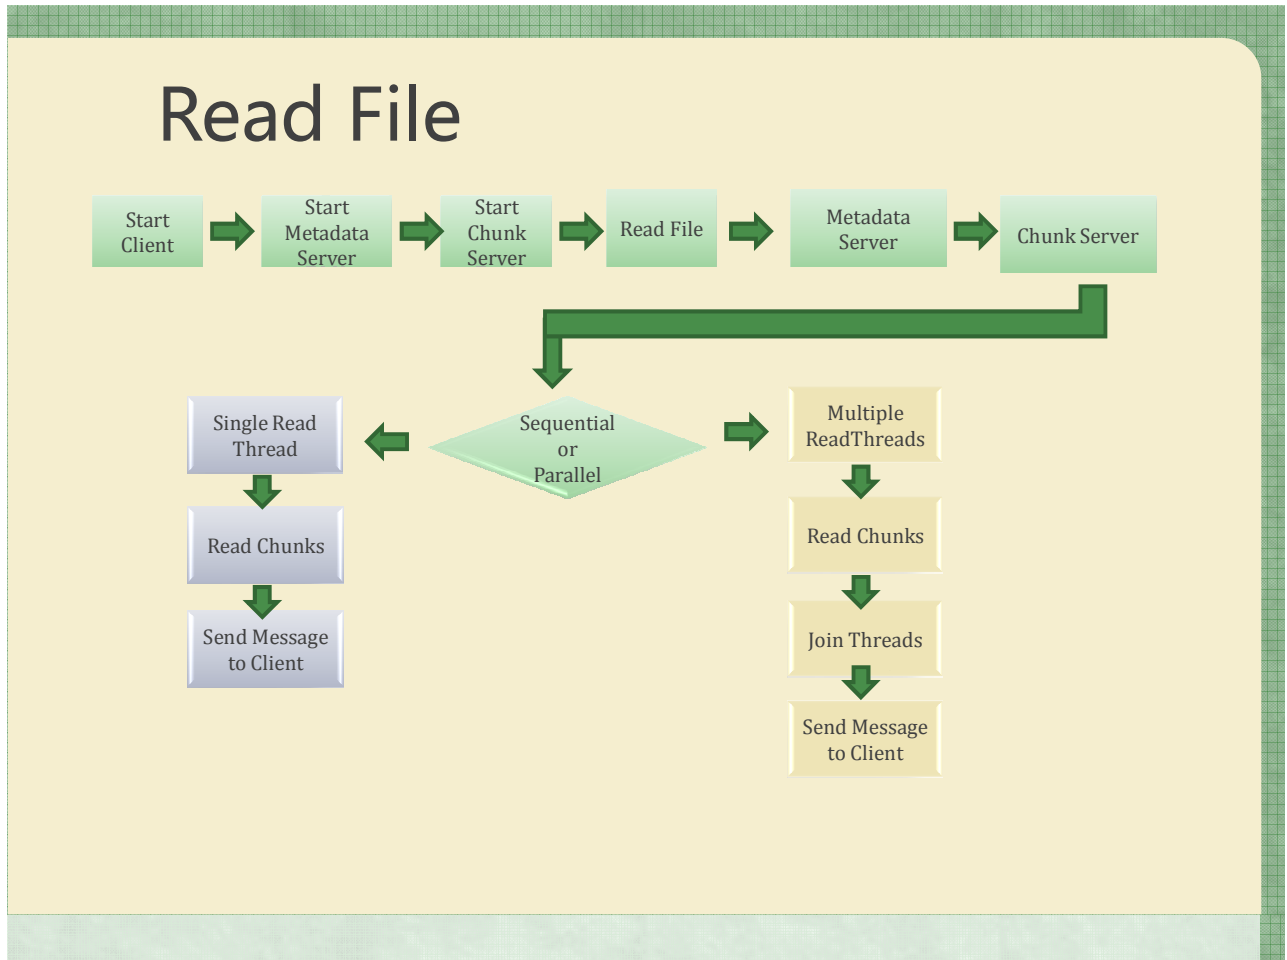 Read File
Start
Client
Start
Metadata
Server
Start
Chunk
Server
Read File
Metadata
Server
Chunk Server
Sequential
or
Parallel
Single Read
Thread
Read Chunks
Send Message
to Client
Multiple
ReadThreads
Read Chunks
Join Threads
Send Message
to Client